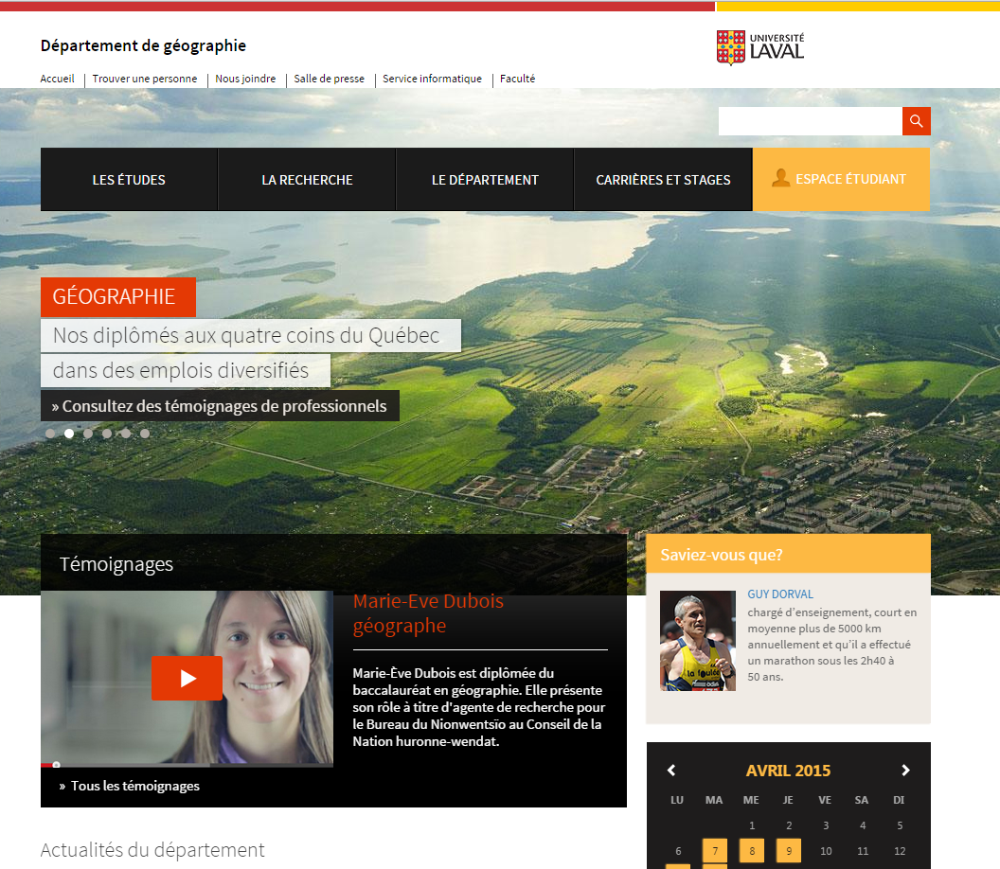 Département de géographie
UNIVERSITÉ
LAVAL
Accueil
Trouver une personne
Nous joindre
Salle de presse
Service informatique
Faculté
LES ÉTUDES
LA RECHERCHE
LE DÉPARTEMENT
CARRIÈRES ET STAGES
ESPACE ÉTUDIANT
GÉOGRAPHIE
Nos diplômés aux quatre coins du Québec
dans des emplois diversifiés
» Consultez des témoignages de professionnels
Témoignages
Marie-Eve Dubois
géographe
Marie-Ève Dubois est diplômée du
baccalauréat en géographie. Elle présente
son rôle à titre d'agente de recherche pour
le Bureau du Nionwentsïo au Conseil de la
Nation huronne-wendat.
» Tous les témoignages
Saviez-vous que?
GUY DORVAL
chargé d'enseignement, court en
moyenne plus de 5000 km
annuellement et qu'il a effectué
un marathon sous les 2h40 à
50 ans.
la foulée
AVRIL 2015
LU MA ME JE VE SA DI
1 2 3 4 5
6 7 8 9 10 11 12
Actualités du département